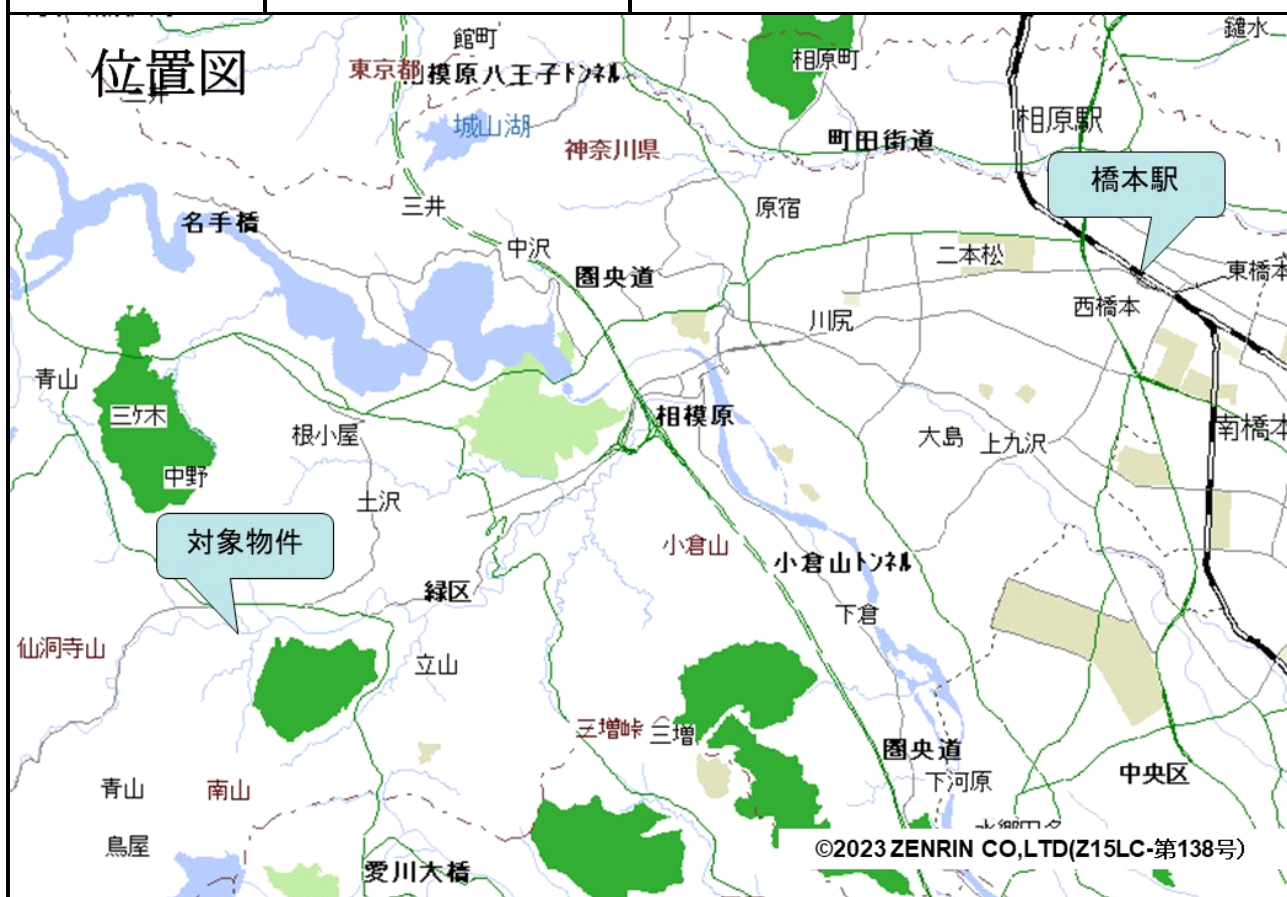 位置図
館町
東京都
相模原八王子トンネル
相原町
鑓水
三井
城山湖
神奈川県
町田街道
相原駅
橋本駅
名手橋
三井
原宿
中沢
圏央道
二本松
東橋本
西橋本
川尻
青山
三ケ木
根小屋
相模原
大島
上九沢
南橋本
中野
土沢
対象物件
小倉山
小倉山トンネル
緑区
下倉
仙洞寺山
立山
三増峠
三増
圏央道
下河原
中央区
青山
南山
鳥屋
愛川大橋
©2023 ZENRIN CO,LTD(Z15LC-第138号)